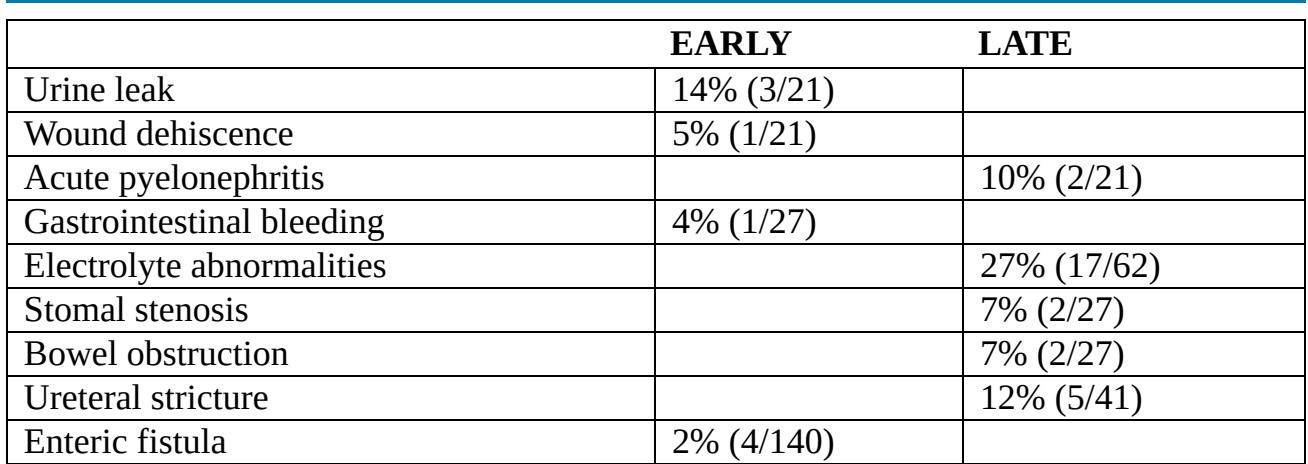 EARLY LATE
Urine leak 14% (3/21)
Wound dehiscence 5% (1/21)
Acute pyelonephritis 10% (2/21)
Gastrointestinal bleeding 4% (1/27)
Electrolyte abnormalities 27% (17/62)
Stomal stenosis 7% (2/27)
Bowel obstruction 7% (2/27)
Ureteral stricture 12% (5/41)
Enteric fistula 2% (4/140)